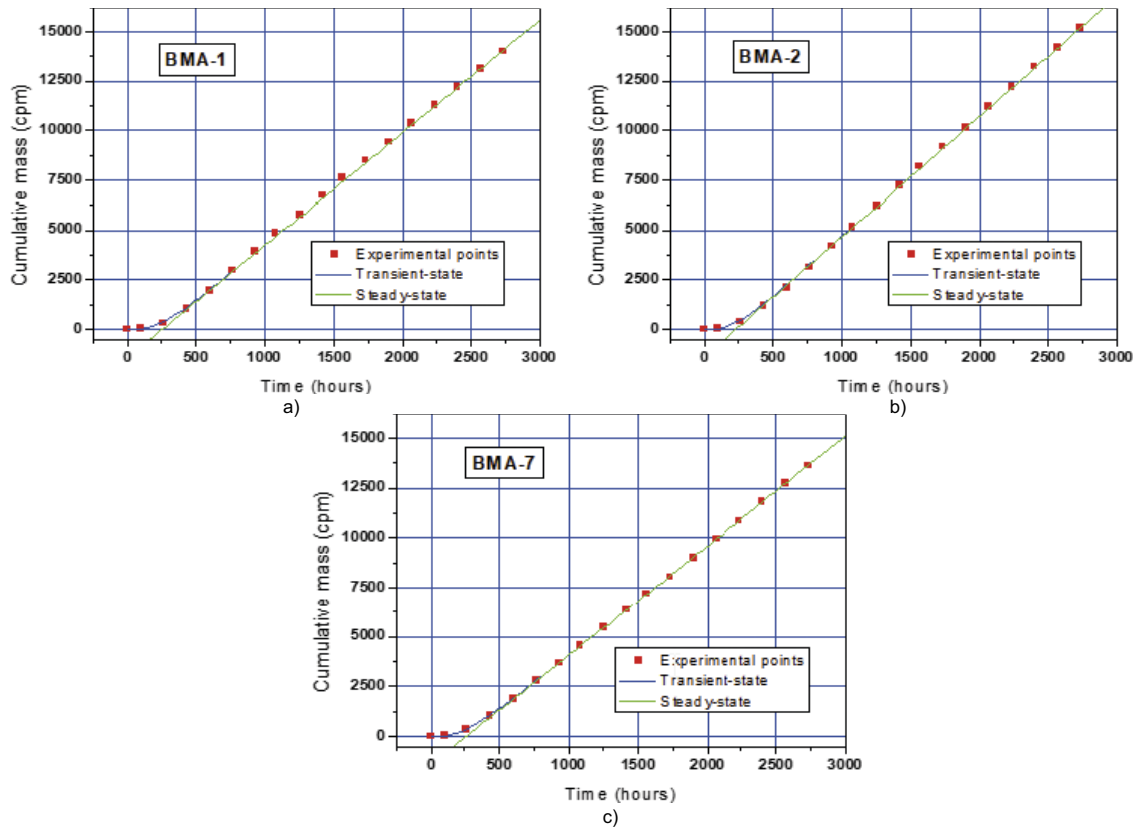 BMA-1
Cumulative mass (cpm)
15000
12500
10000
7500
5000
2500
0
Experimental points
Transient-state
Steady-state
0 500 1000 1500 2000 2500 3000
Time (hours)
a)
BMA-2
Cumulative mass (cpm)
15000
12500
10000
7500
5000
2500
0
Experimental points
Transient-state
Steady-state
0 500 1000 1500 2000 2500 3000
Time (hours)
b)
BMA-7
Cumulative mass (cpm)
15000
12500
10000
7500
5000
2500
0
Experimental points
Transient-state
Steady-state
0 500 1000 1500 2000 2500 3000
Time (hours)
c)